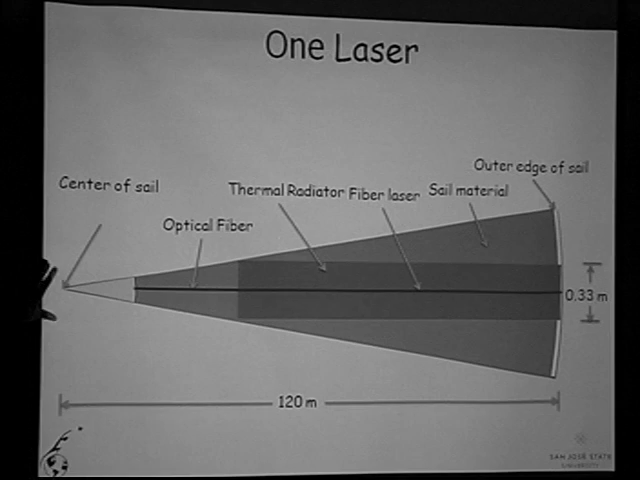 One Laser
Outer edge of sail
Center of sail
Thermal Radiator
Fiber laser
Sail material
Optical Fiber
0.33 m
120 m
SAN JOSÉ STATE
UNIVERSITY